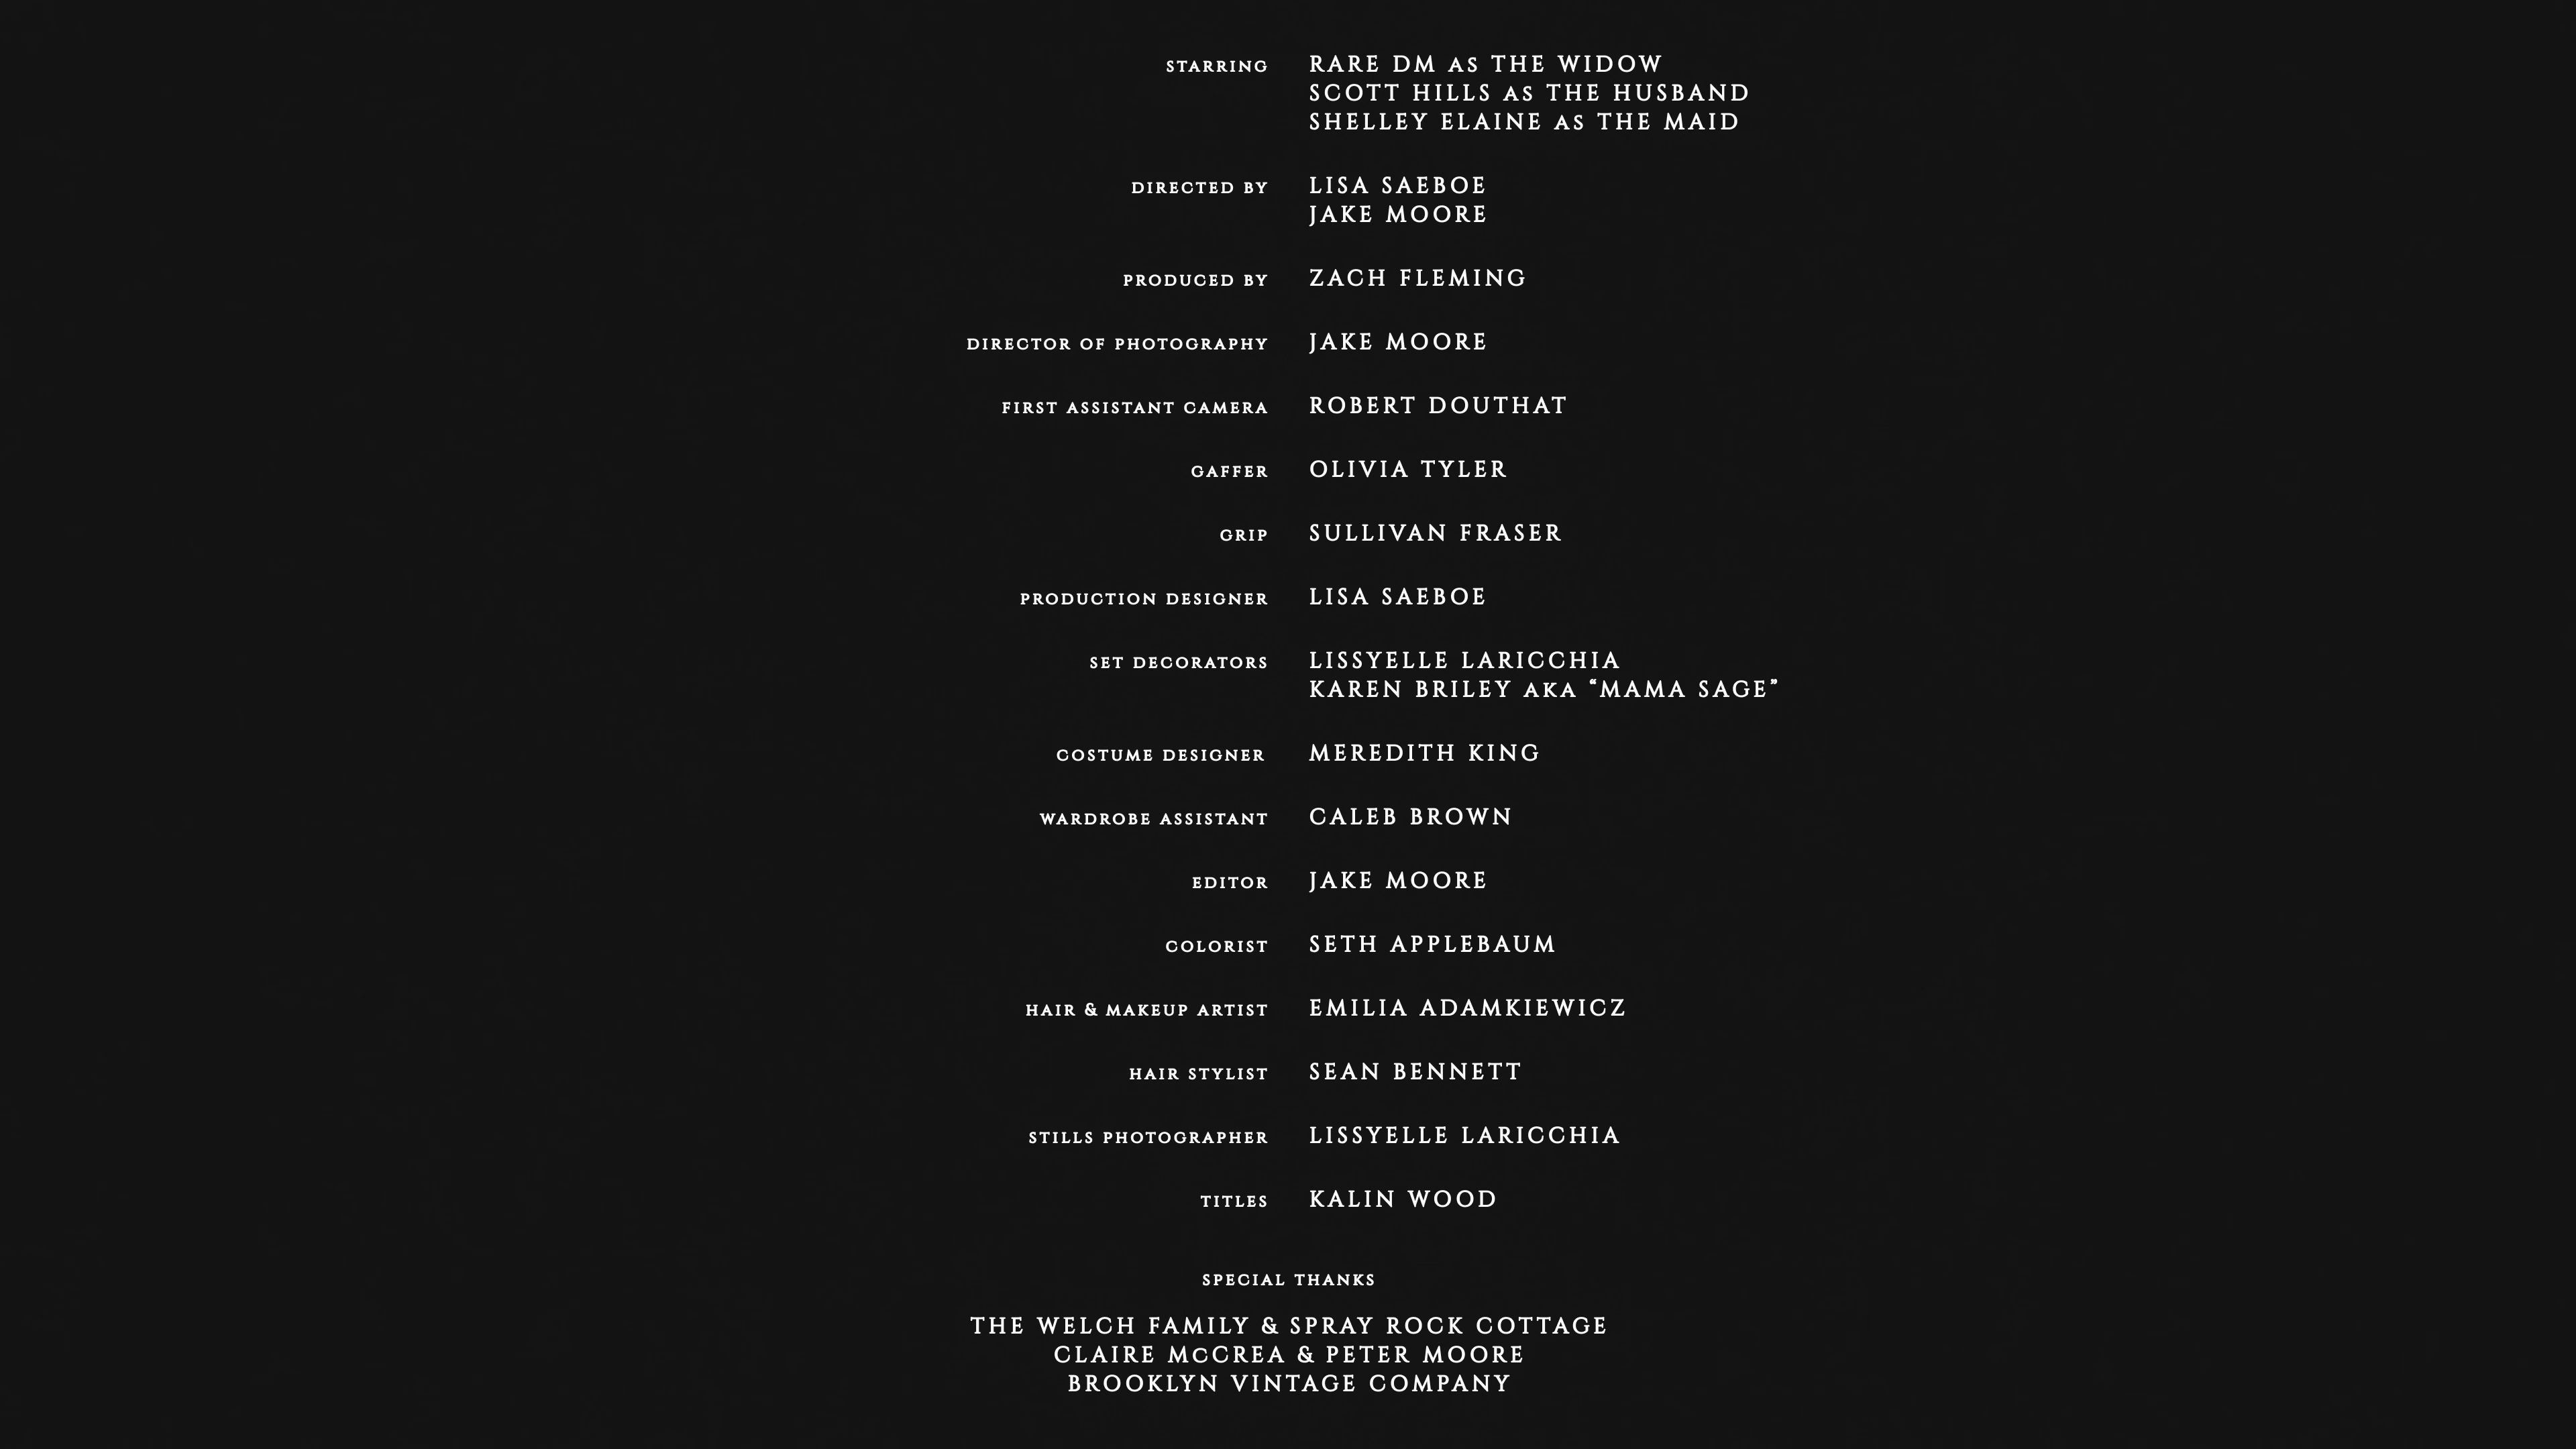 STARRING RARE DM AS THE WIDOW
SCOTT HILLS AS THE HUSBAND
SHELLEY ELAINE AS THE MAID
DIRECTED BY LISA SAEBOE
JAKE MOORE
PRODUCED BY ZACH FLEMING
DIRECTOR OF PHOTOGRAPHY JAKE MOORE
FIRST ASSISTANT CAMERA ROBERT DOUTHAT
GAFFER OLIVIA TYLER
GRIP SULLIVAN FRASER
PRODUCTION DESIGNER LISA SAEBOE
SET DECORATORS LISSYELLE LARICCHIA
KAREN BRILEY AKA “MAMA SAGE”
COSTUME DESIGNER MEREDITH KING
WARDROBE ASSISTANT CALEB BROWN
EDITOR JAKE MOORE
COLORIST SETH APPLEBAUM
HAIR & MAKEUP ARTIST EMILIA ADAMKIEWICZ
HAIR STYLIST SEAN BENNETT
STILLS PHOTOGRAPHER LISSYELLE LARICCHIA
TITLES KALIN WOOD
SPECIAL THANKS
THE WELCH FAMILY & SPRAY ROCK COTTAGE
CLAIRE McCREA & PETER MOORE
BROOKLYN VINTAGE COMPANY